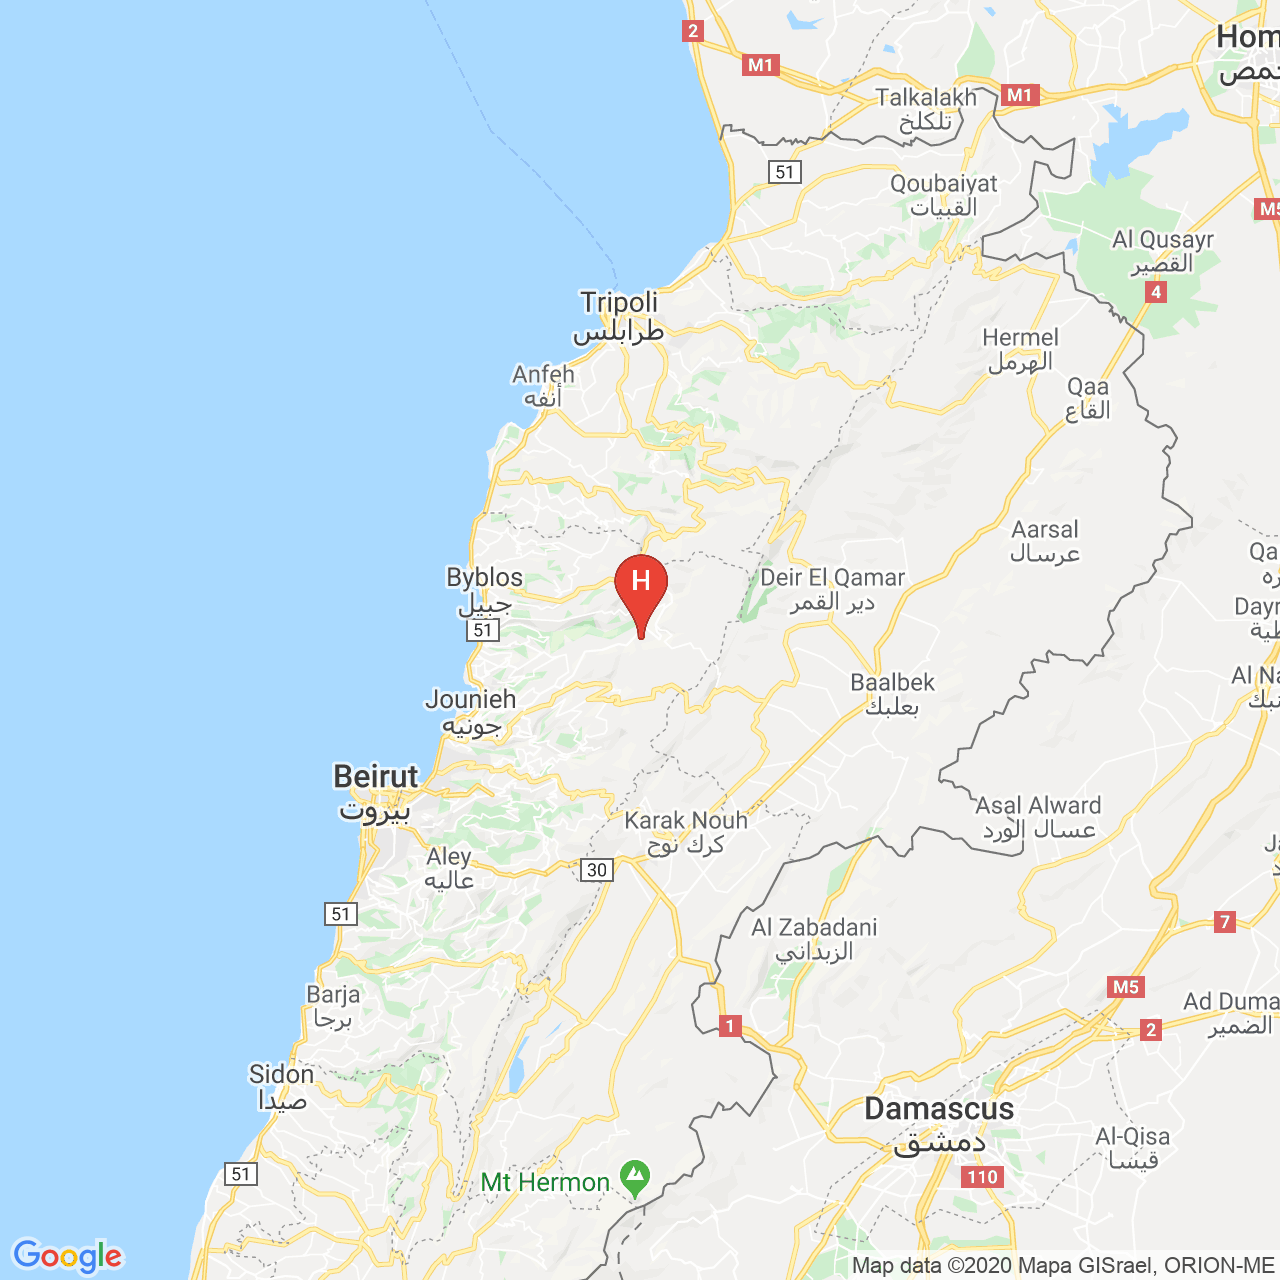 2
M1
Hom
حمص
Talkalakh
تلكلخ
M1
51
Qoubaiyat
القبيات
M5
Al Qusayr
القصير
4
Tripoli
طرابلس
Hermel
الهرمل
Anfeh
أنفه
Qaa
القاع
Aarsal
عرسال
Qa
اره
Byblos
جبيل
H
Deir El Qamar
دير القمر
Dayr
طية
51
Al Na
نبك
Baalbek
بعلبك
Jounieh
جونيه
Beirut
بيروت
Asal Alward
عسال الورد
Karak Nouh
كرك نوح
Ja
د
Aley
عاليه
30
51
7
Al Zabadani
الزبداني
M5
Barja
برجا
Ad Duma
الضمير
1
2
Sidon
صيدا
Damascus
دمشق
Al-Qisa
قيسا
51
Mt Hermon
110
Google
Map data ©2020 Mapa GISrael, ORION-ME